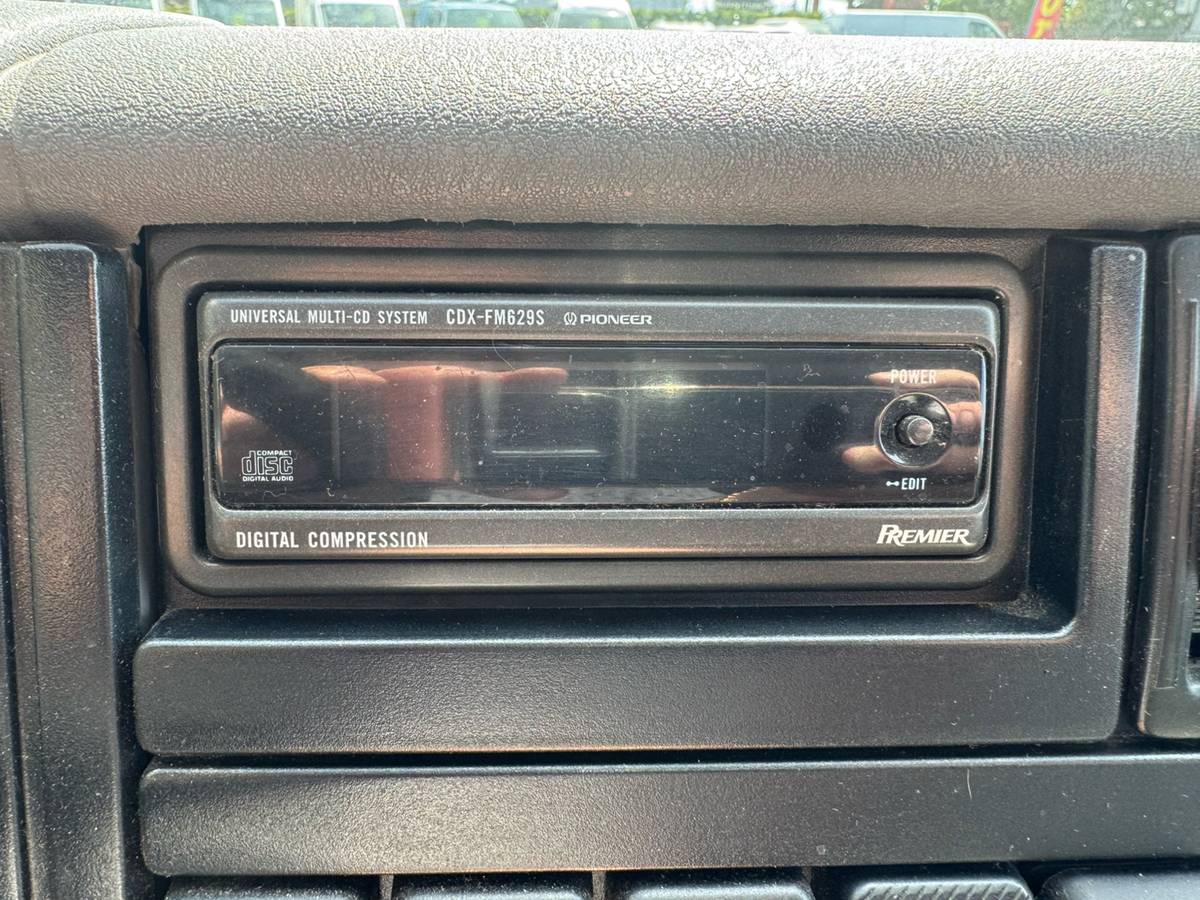 UNIVERSAL MULTI-CD SYSTEM CDX-FM629S PIONEER
POWER
COMPACT
disc
DIGITAL AUDIO
EDIT
DIGITAL COMPRESSION PREMIER